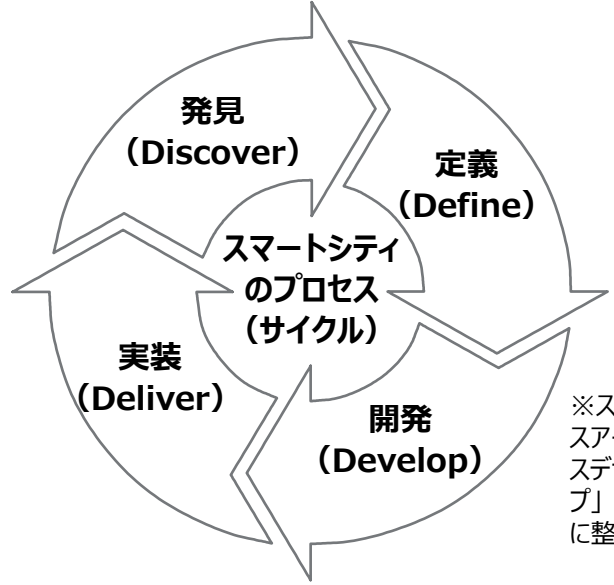 発見
（Discover）
定義
（Define）
スマートシティ
のプロセス
（サイクル）
実装
（Deliver）
開発
（Develop）
※ス
スア
スデ
プ」
に整